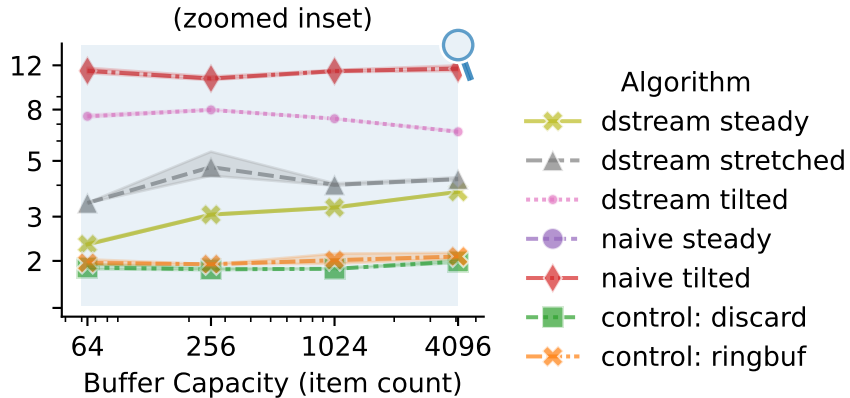 (zoomed inset)
12
8
5
3
2
64
256
1024
4096
Buffer Capacity (item count)
Algorithm
dstream steady
dstream stretched
dstream tilted
naive steady
naive tilted
control: discard
control: ringbuf